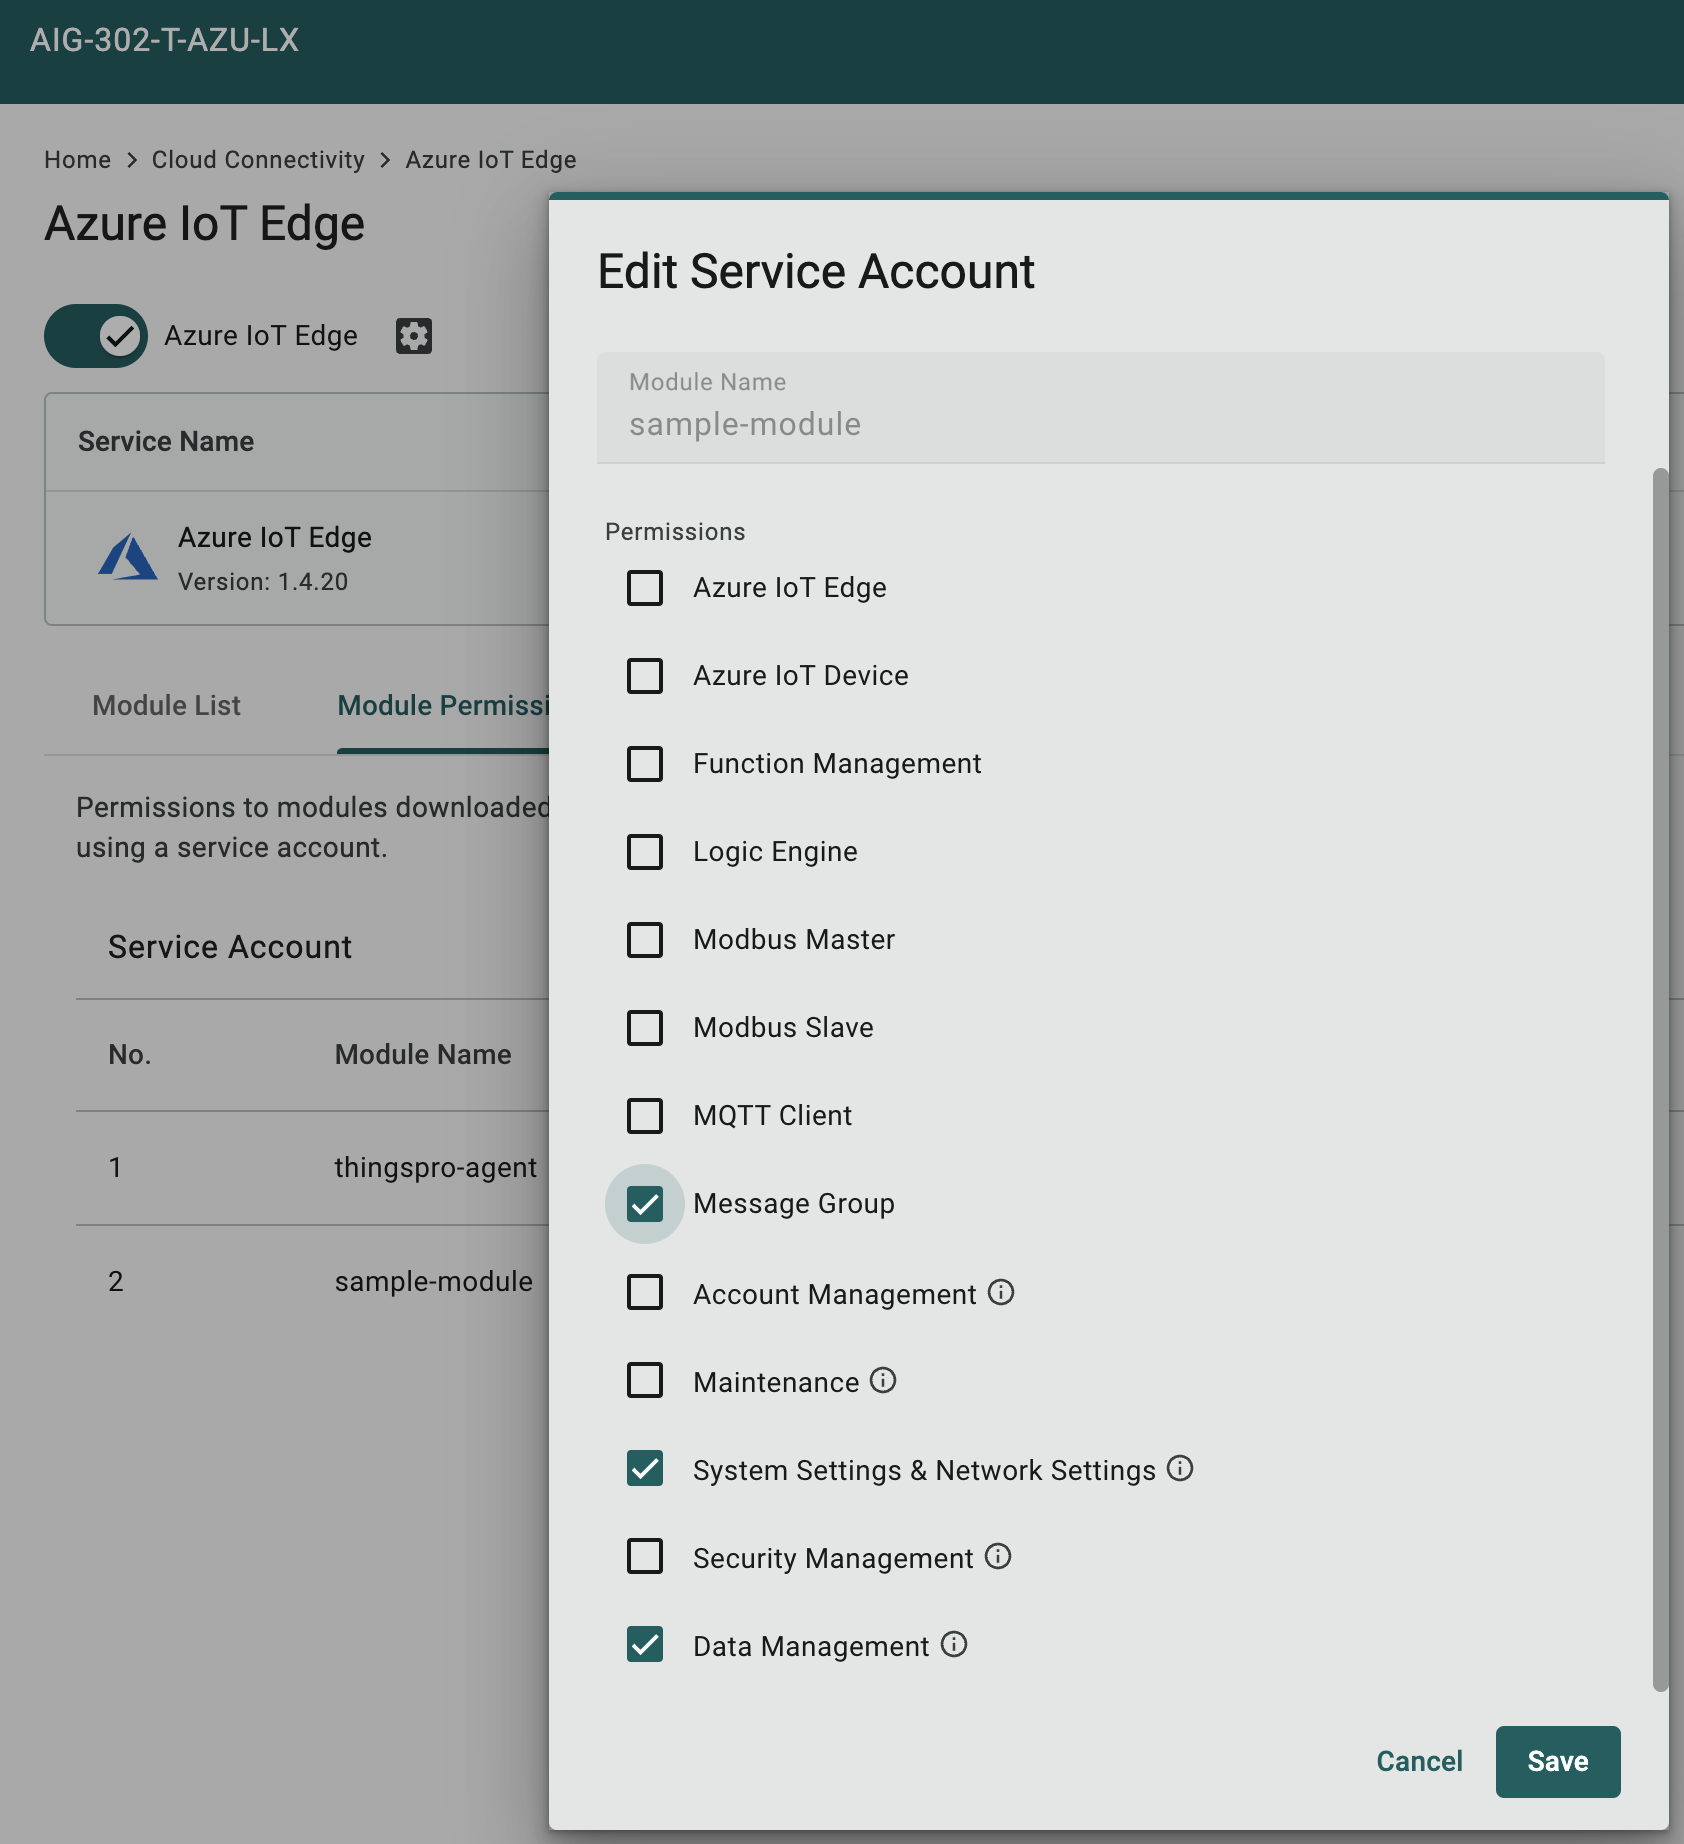 AIG-302-T-AZU-LX
Home > Cloud Connectivity > Azure IoT Edge
Azure IoT Edge
Azure IoT Edge
Service Name
Azure IoT Edge
Version: 1.4.20
Module List
Module Permissi
Permissions to modules downloaded
using a service account.
Service Account
No. Module Name
1 thingspro-agent
2 sample-module
Edit Service Account
Module Name
sample-module
Permissions
Azure IoT Edge
Azure IoT Device
Function Management
Logic Engine
Modbus Master
Modbus Slave
MQTT Client
Message Group
Account Management
Maintenance
System Settings & Network Settings
Security Management
Data Management
Cancel
Save